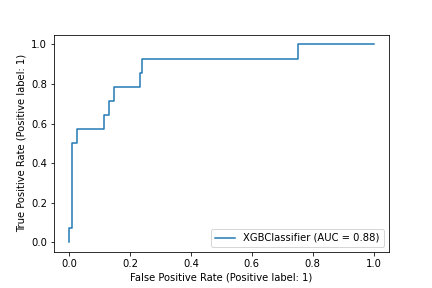 True Positive Rate (Positive label: 1)
1.0
0.8
0.6
0.4
0.2
0.0
XGBClassifier (AUC = 0.88)
0.0 0.2 0.4 0.6 0.8 1.0
False Positive Rate (Positive label: 1)